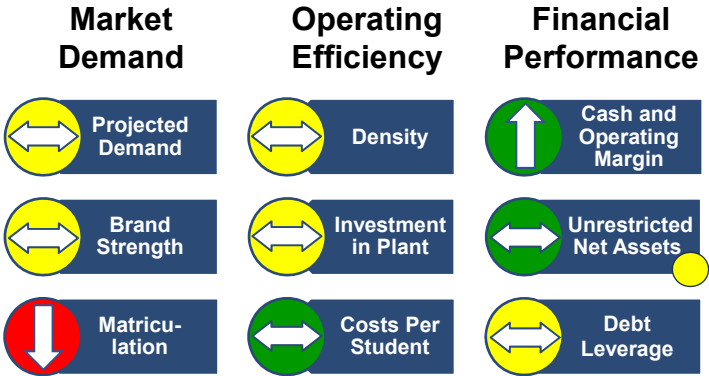 Market
Demand
Operating
Efficiency
Financial
Performance
Projected
Demand
Density
Cash and
Operating
Margin
Brand
Strength
Investment
in Plant
Unrestricted
Net Assets
Matricu-
lation
Costs Per
Student
Debt
Leverage